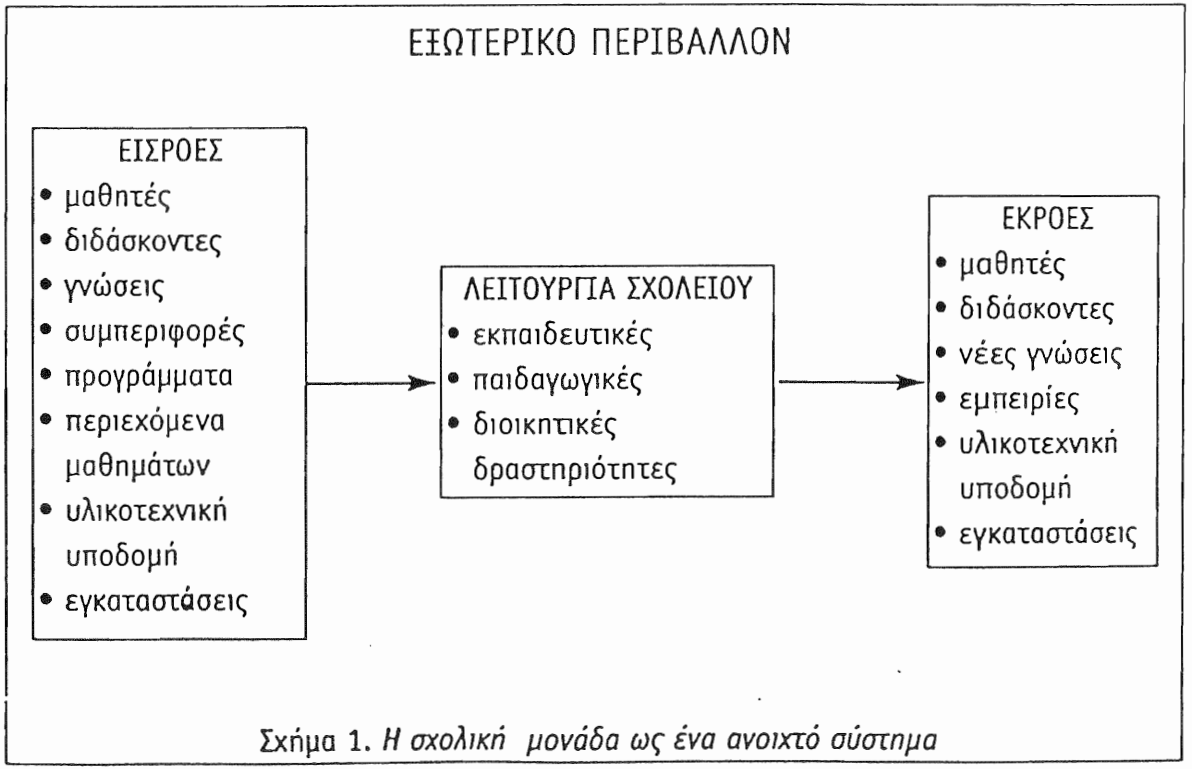 ΕΞΩΤΕΡΙΚΟ ΠΕΡΙΒΑΛΛΟΝ
ΕΙΣΡΟΕΣ
• μαθητές
• διδάσκοντες
• γνώσεις
• συμπεριφορές
• προγράμματα
• περιεχόμενα
μαθημάτων
• υλικοτεχνική
υποδομή
• εγκαταστάσεις
ΛΕΙΤΟΥΡΓΙΑ ΣΧΟΛΕΙΟΥ
• εκπαιδευτικές
• παιδαγωγικές
• διοικητικές
δραστηριότητες
ΕΚΡΟΕΣ
• μαθητές
• διδάσκοντες
• νέες γνώσεις
• εμπειρίες
• υλικοτεχνική
υποδομή
• εγκαταστάσεις
Σχήμα 1. Η σχολική μονάδα ως ένα ανοιχτό σύστημα